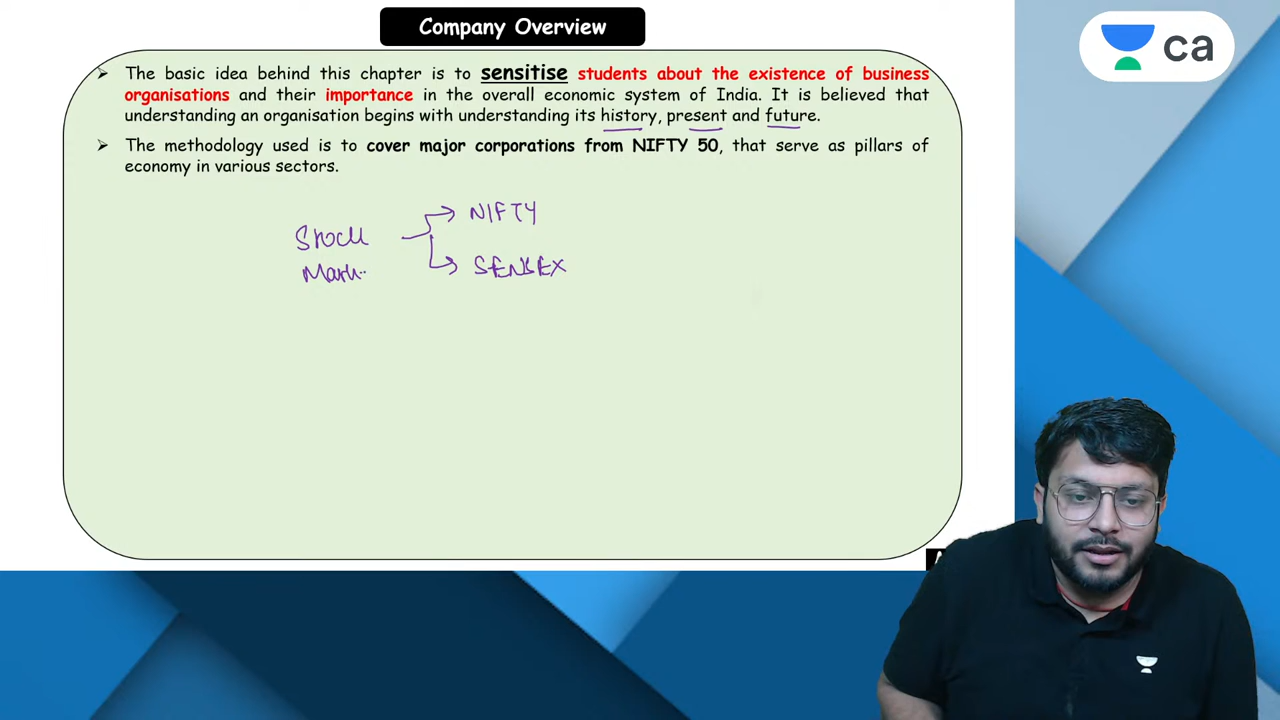 Company Overview
ca
➢ The basic idea behind this chapter is to sensitise students about the existence of business
organisations and their importance in the overall economic system of India. It is believed that
understanding an organisation begins with understanding its history, present and future.
➢ The methodology used is to cover major corporations from NIFTY 50, that serve as pillars of
economy in various sectors.
NIFTY
Stock
Mark..
SENSEX